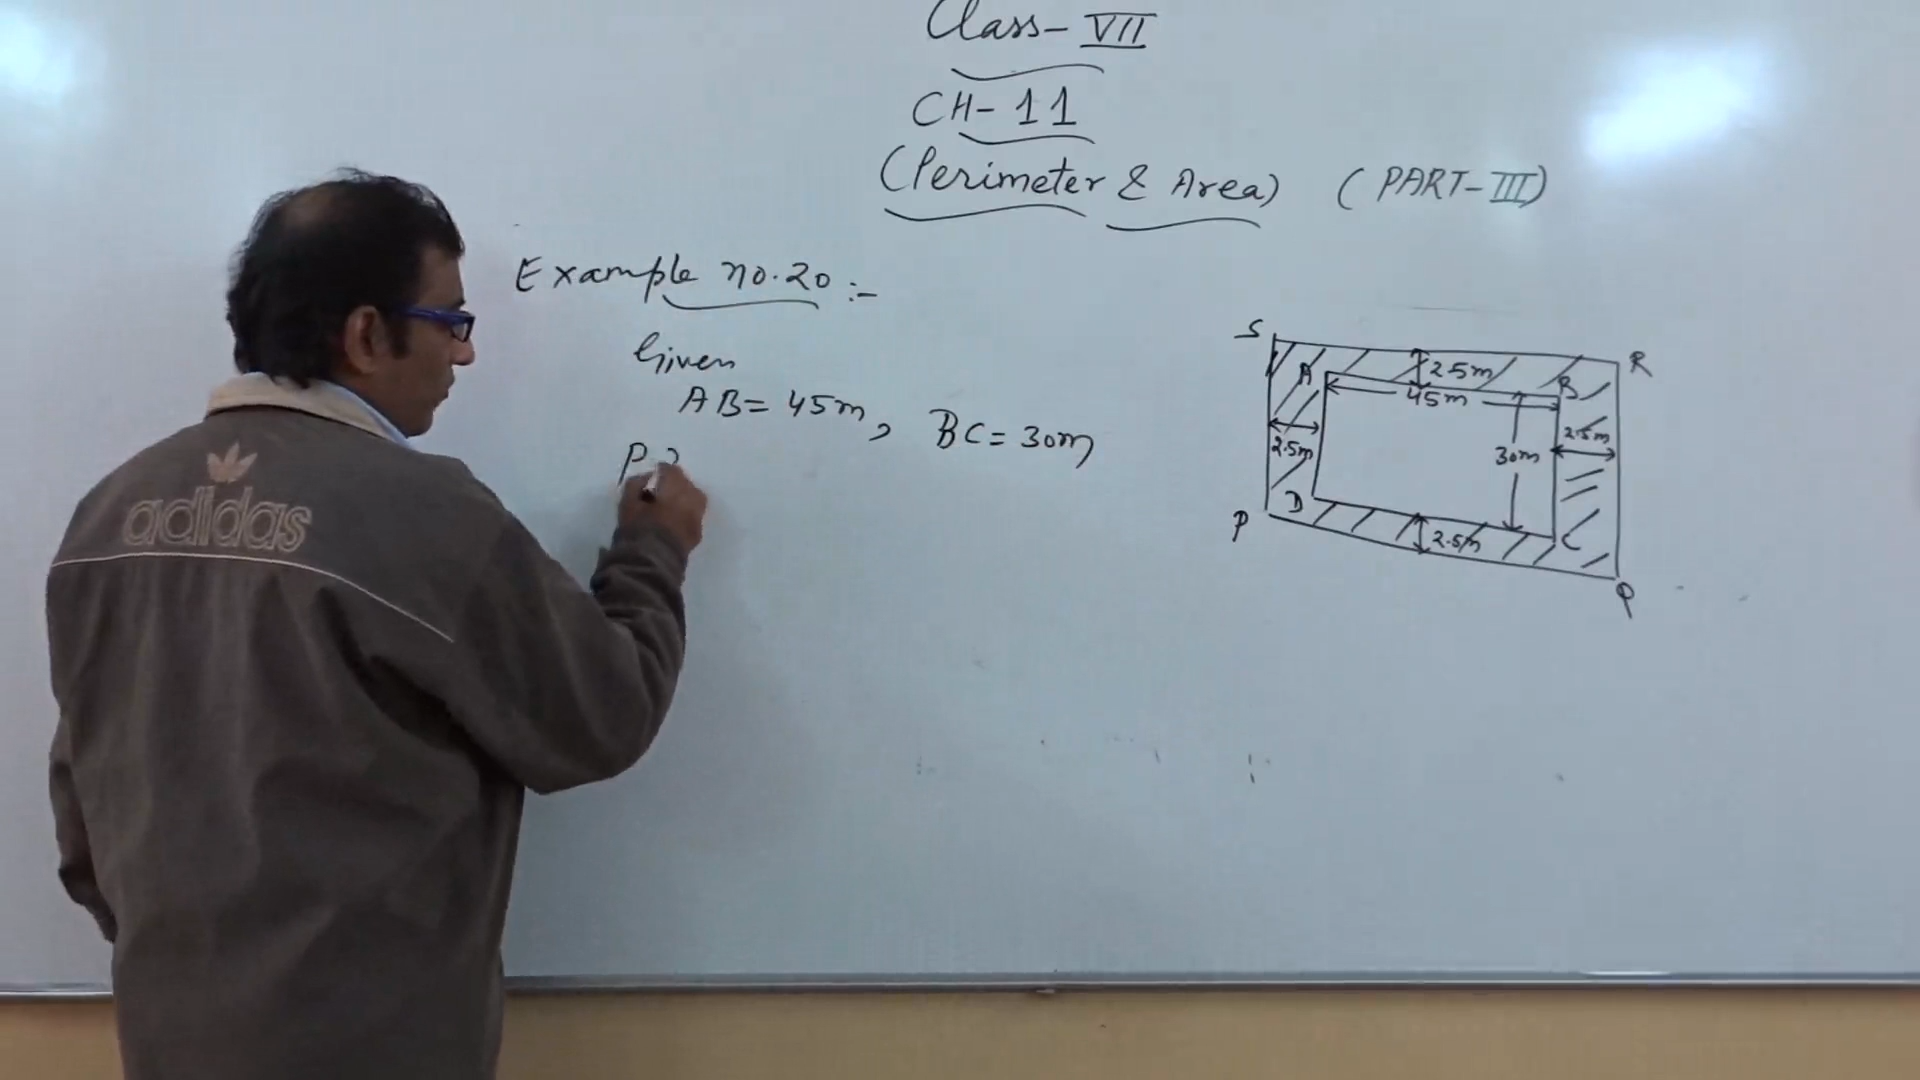 Class-VII
CH-11
(Perimeter & Area) (PART-III)
Example no.20:-
Given
AB = 45m, BC = 30m
P
adidas
S
R
2.5m
A
B
45m
2.5m
2.5m
30m
D
P
2.5m
C
Q